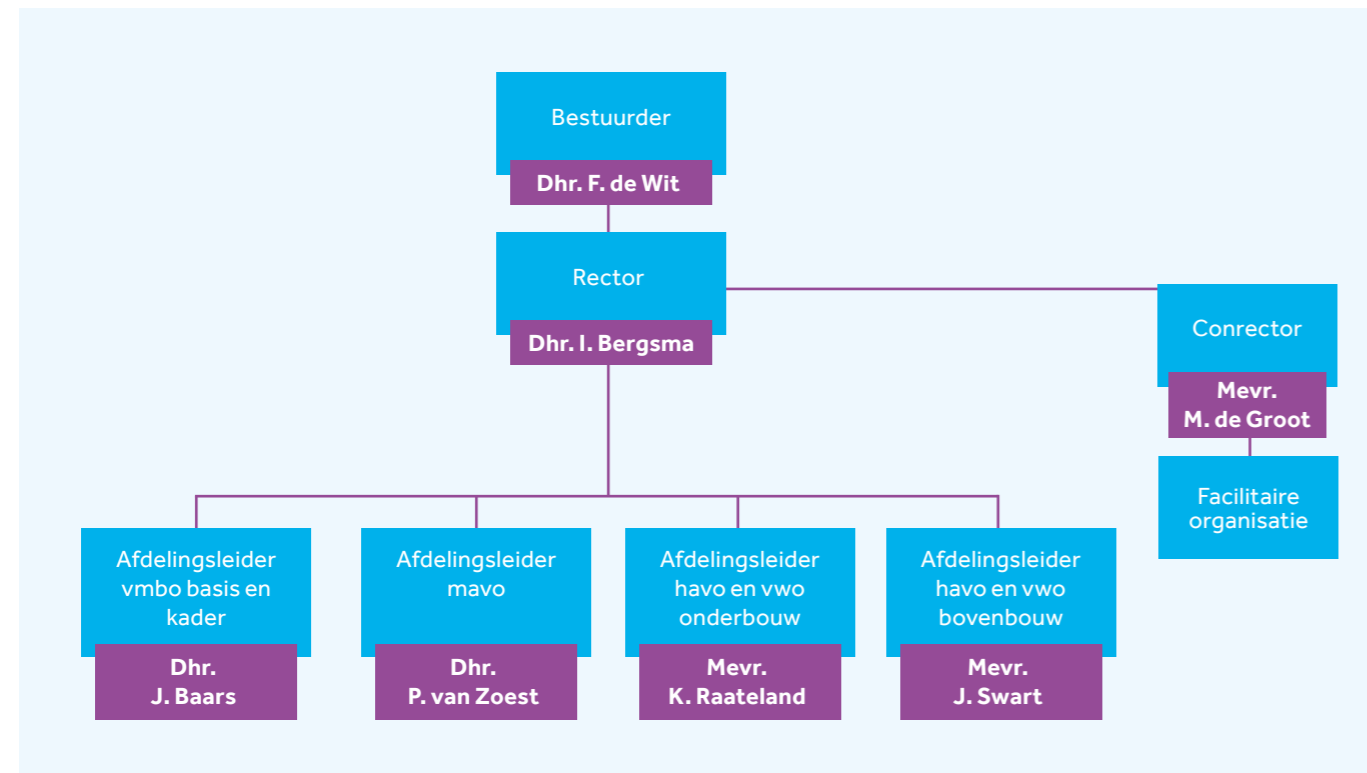 Bestuurder
Dhr. F. de Wit
Rector
Dhr. I. Bergsma
Conrector
Mevr.
M. de Groot
Facilitaire
organisatie
Afdelingsleider
vmbo basis en
kader
Dhr.
J. Baars
Afdelingsleider
mavo
Dhr.
P. van Zoest
Afdelingsleider
havo en vwo
onderbouw
Mevr.
K. Raateland
Afdelingsleider
havo en vwo
bovenbouw
Mevr.
J. Swart